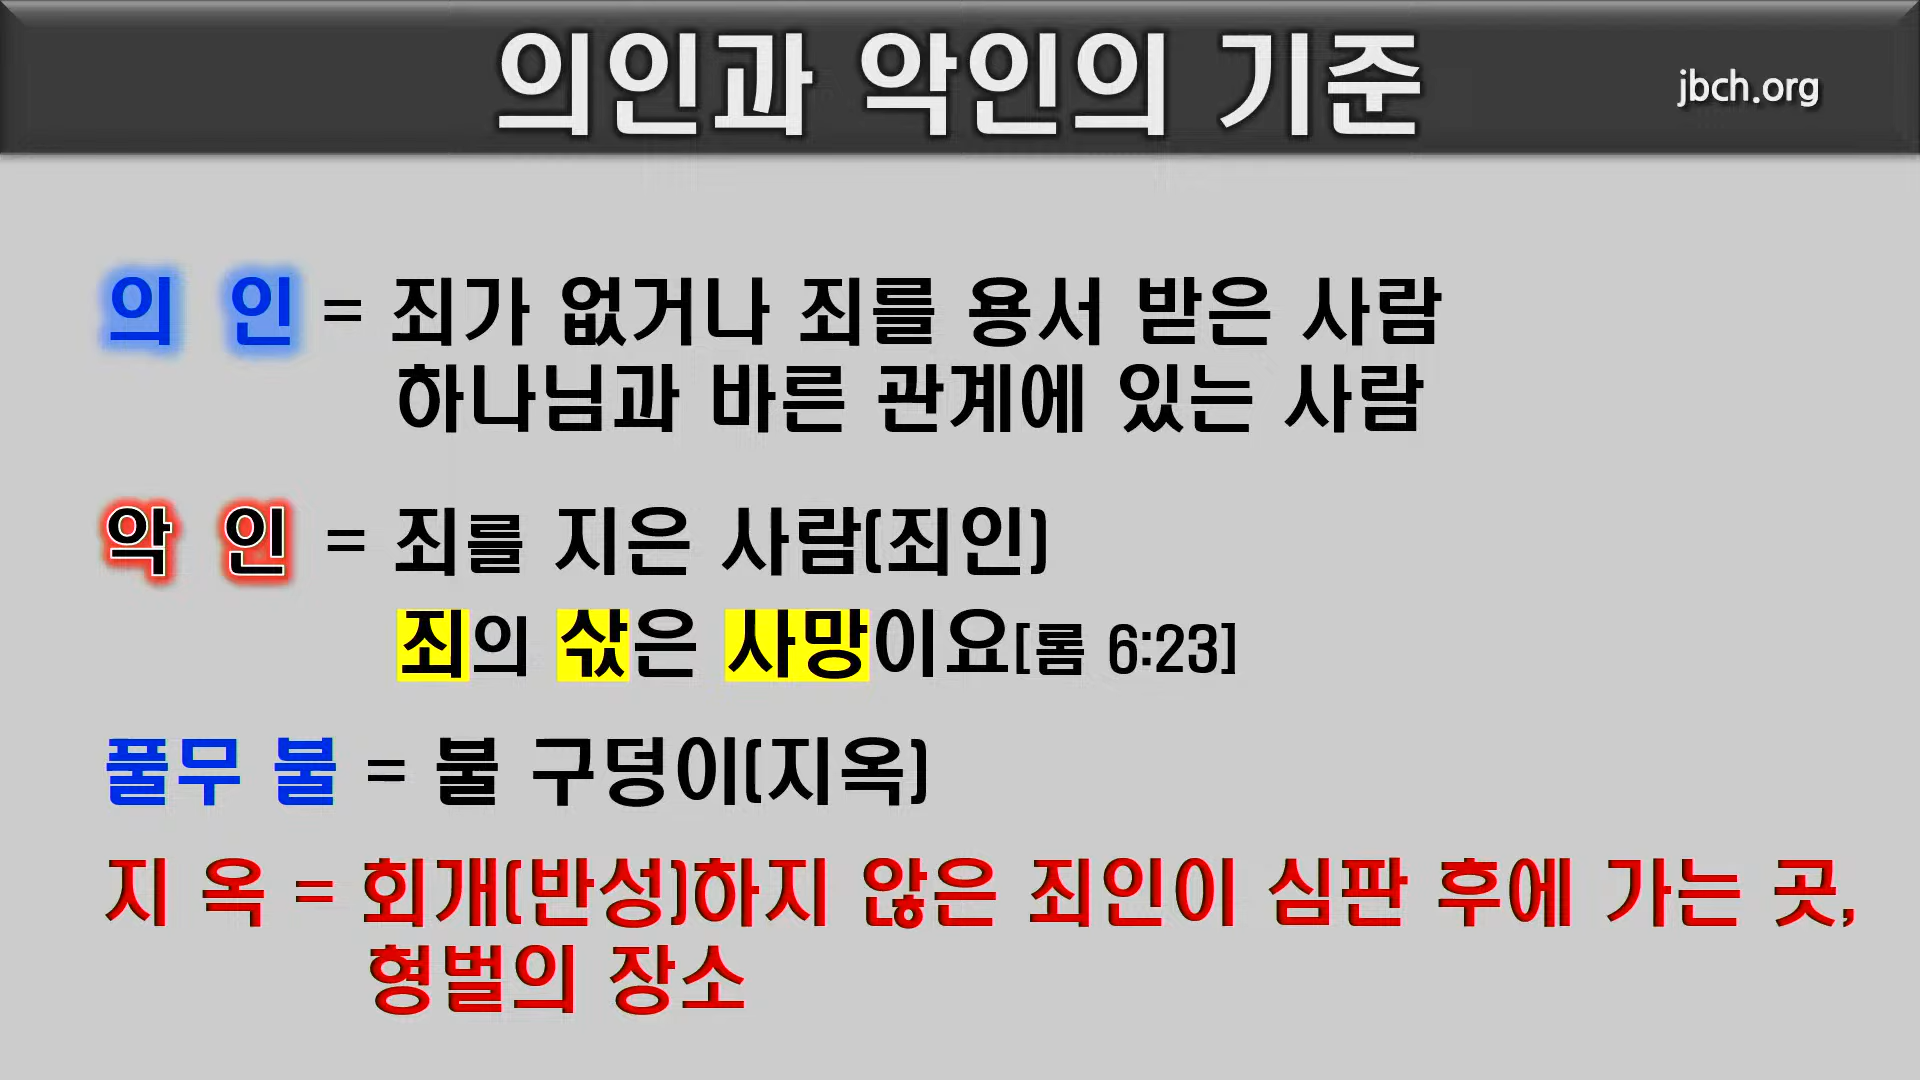 의인과 악인의 기준
jbch.org
의 인 = 죄가 없거나 죄를 용서 받은 사람
하나님과 바른 관계에 있는 사람
악 인 = 죄를 지은 사람(죄인)
죄의 삯은 사망이요[롬 6:23]
풀무 불 = 불 구덩이(지옥)
지 옥 = 회개(반성)하지 않은 죄인이 심판 후에 가는 곳,
형벌의 장소